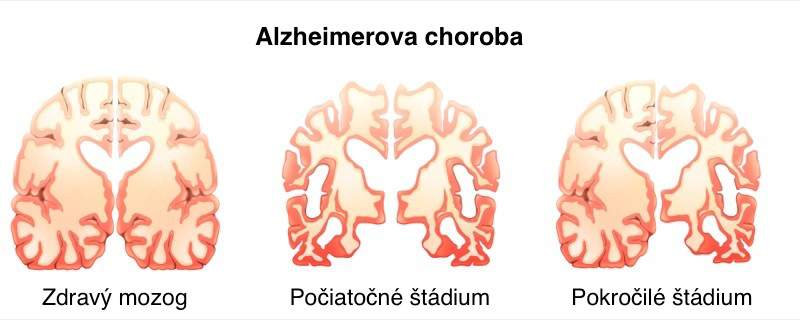 Alzheimerova choroba
Zdravý mozog
Počiatočné štádium
Pokročilé štádium